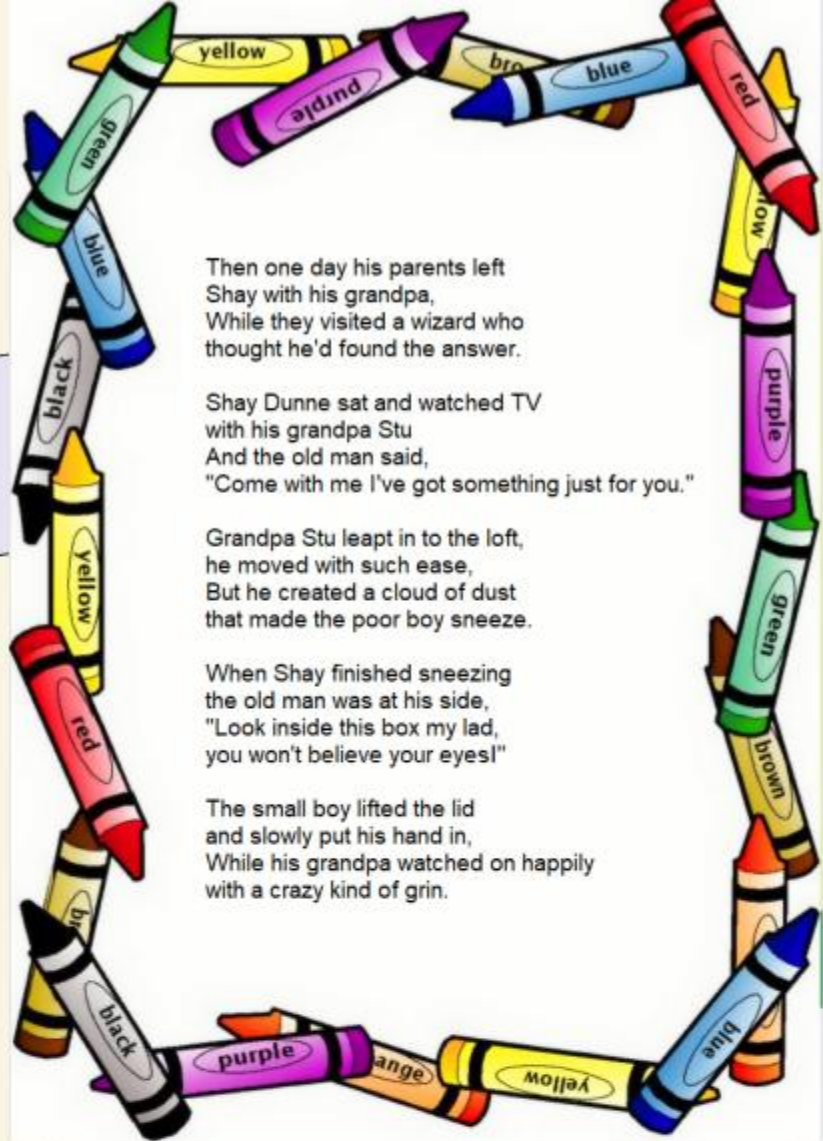 yellow
purple
bro
blue
red
green
low
blue
black
purple
Then one day his parents left
Shay with his grandpa,
While they visited a wizard who
thought he'd found the answer.
Shay Dunne sat and watched TV
with his grandpa Stu
And the old man said,
"Come with me I've got something just for you."
Grandpa Stu leapt in to the loft,
he moved with such ease,
But he created a cloud of dust
that made the poor boy sneeze.
When Shay finished sneezing
the old man was at his side,
"Look inside this box my lad,
you won't believe your eyes!"
The small boy lifted the lid
and slowly put his hand in,
While his grandpa watched on happily
with a crazy kind of grin.
yellow
green
red
brown
br
black
blue
purple
ange
yellow